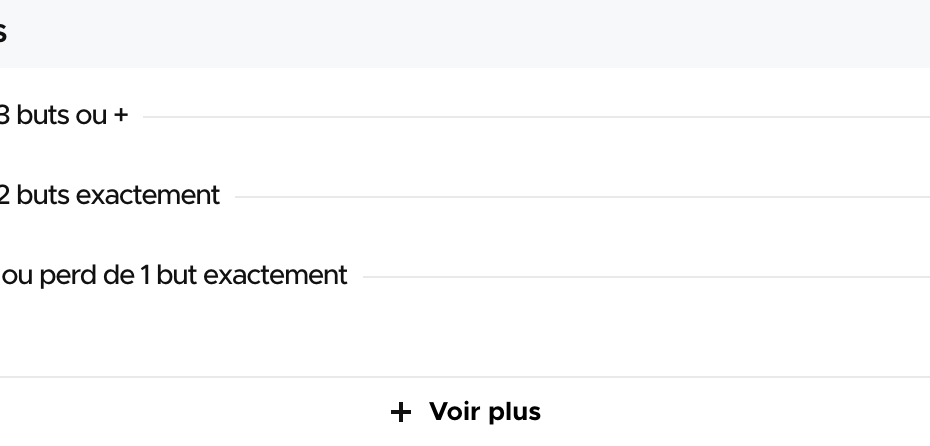 s
3 buts ou +
2 buts exactement
ou perd de 1 but exactement
+ Voir plus